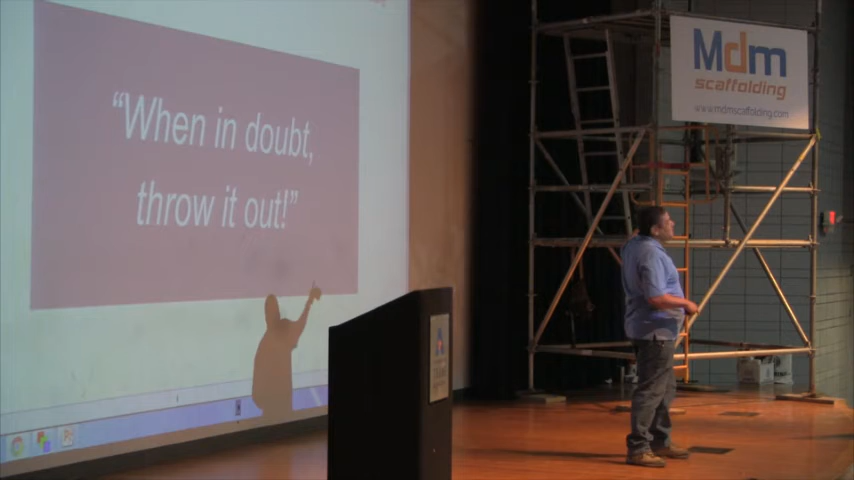 “When in doubt,
throw it out!”
Mdm
scaffolding
www.mdmscaffolding.com